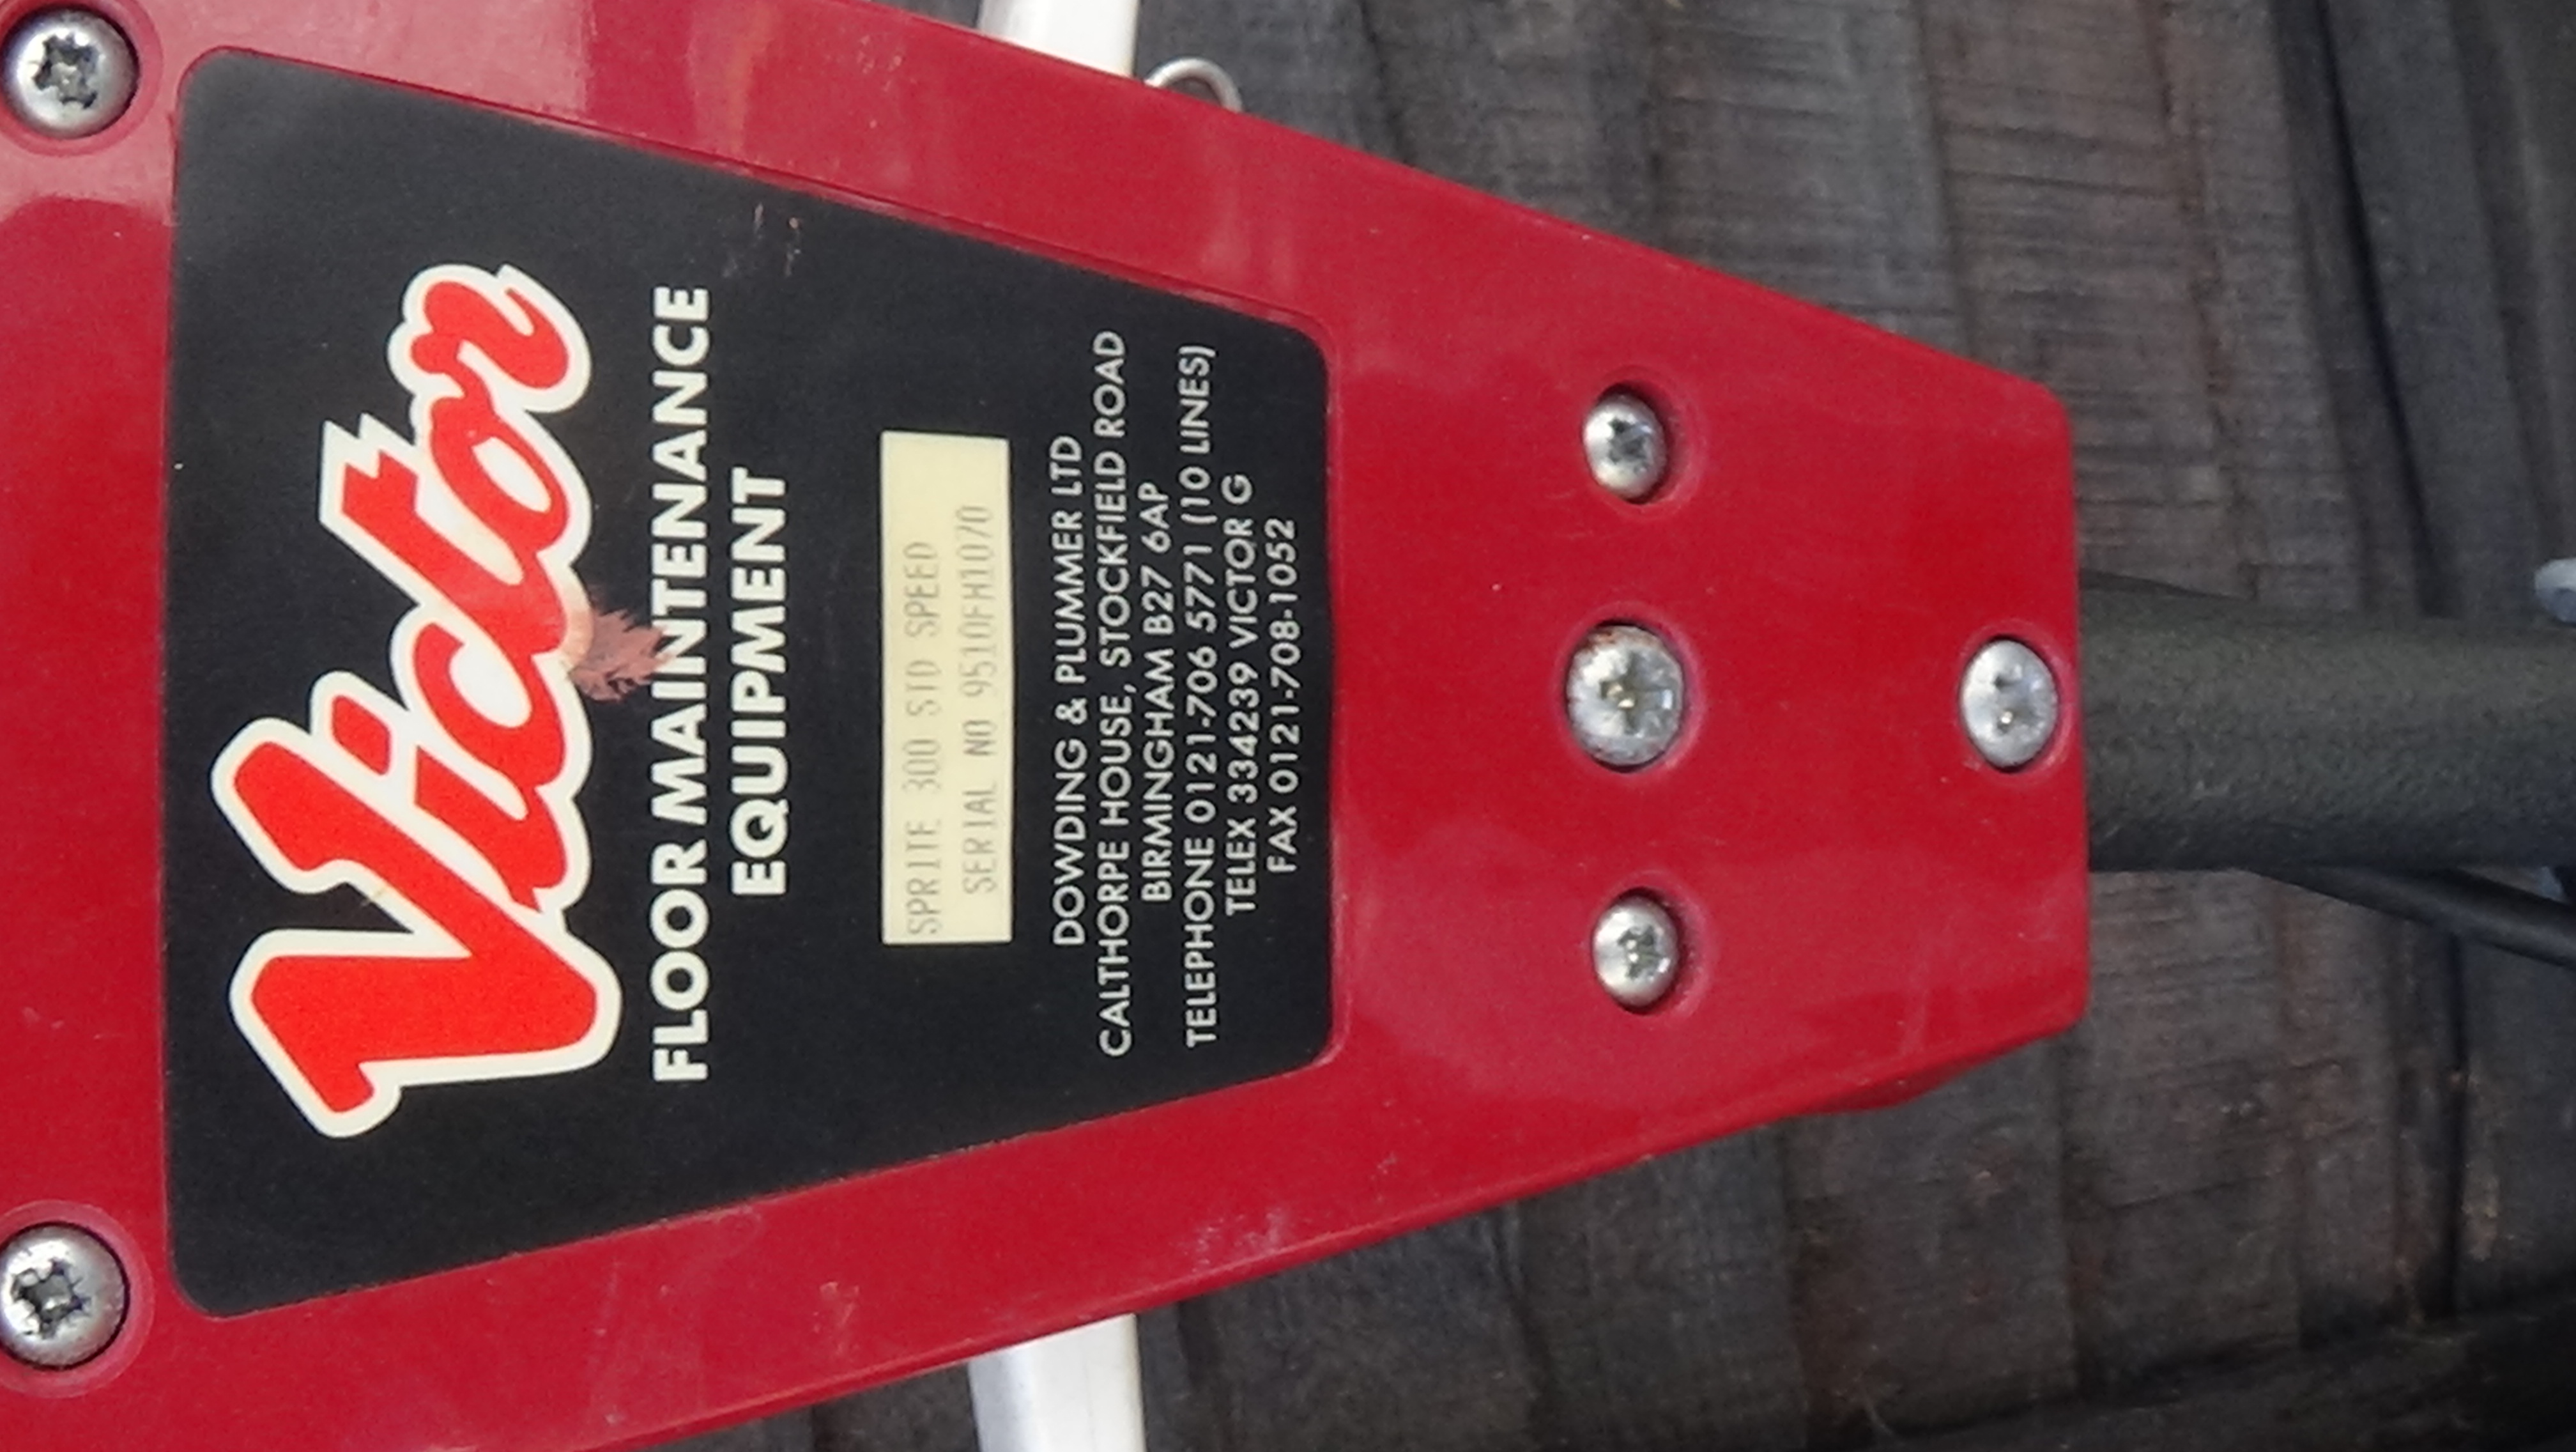 Victor
FLOOR MAINTENANCE
EQUIPMENT
SPRITE 300 STD SPEED
SERIAL NO 9510FH1070
DOWDING & PLUMMER LTD
CALTHORPE HOUSE, STOCKFIELD ROAD
BIRMINGHAM B27 6AP
TELEPHONE 0121-706 5771 (10 LINES)
TELEX 334239 VICTOR G
FAX 0121-708-1052